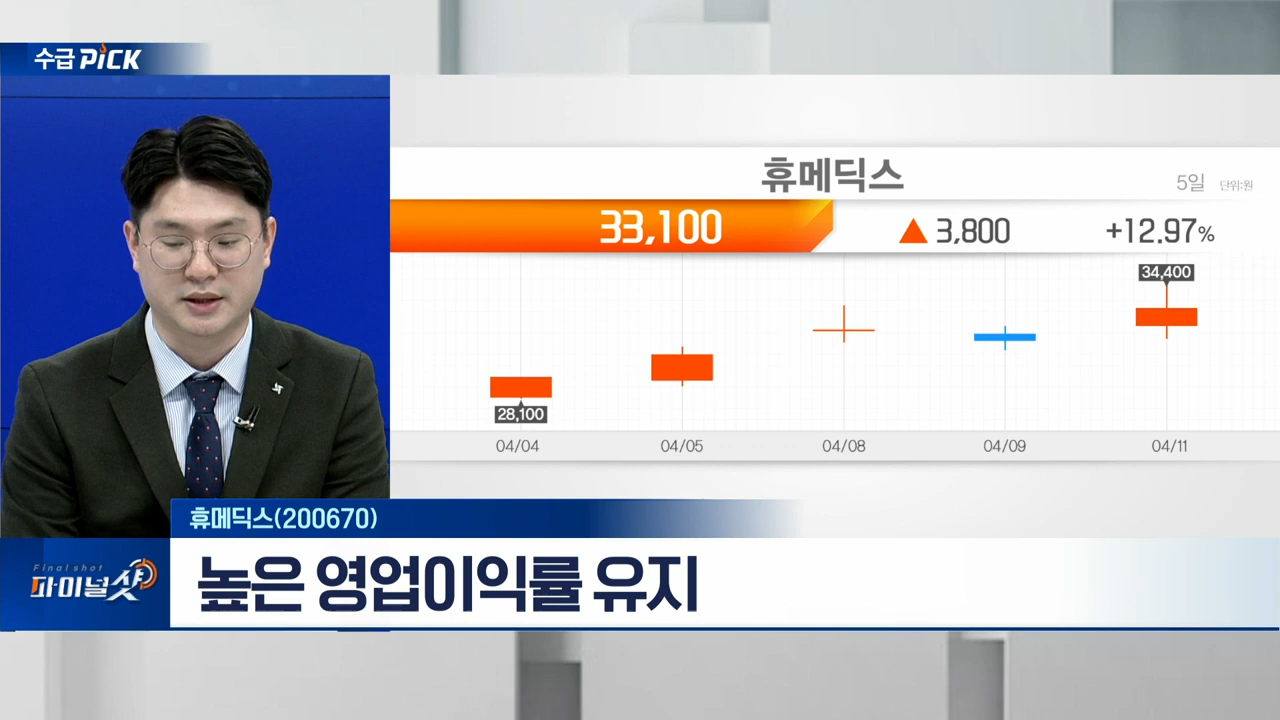 수급 PiCK
휴메딕스
5일 단위:원
33,100 ▲ 3,800 +12.97%
34,400
28,100
04/04 04/05 04/08 04/09 04/11
휴메딕스(200670)
Final shot
파이널샷
높은 영업이익률 유지